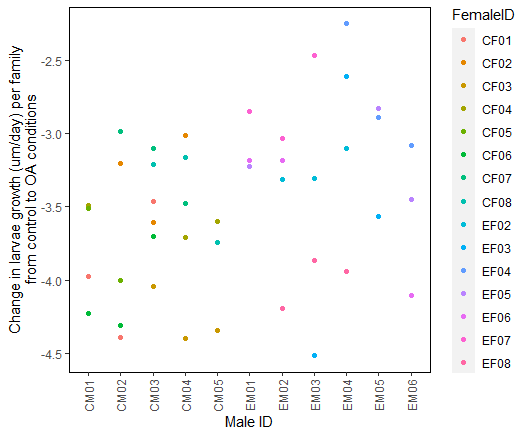 Change in larvae growth (um/day) per family
from control to OA conditions
-2.5
-3.0
-3.5
-4.0
-4.5
CM01
CM02
CM03
CM04
CM05
EM01
EM02
EM03
EM04
EM05
EM06
Male ID
FemaleID
CF01
CF02
CF03
CF04
CF05
CF06
CF07
CF08
EF02
EF03
EF04
EF05
EF06
EF07
EF08